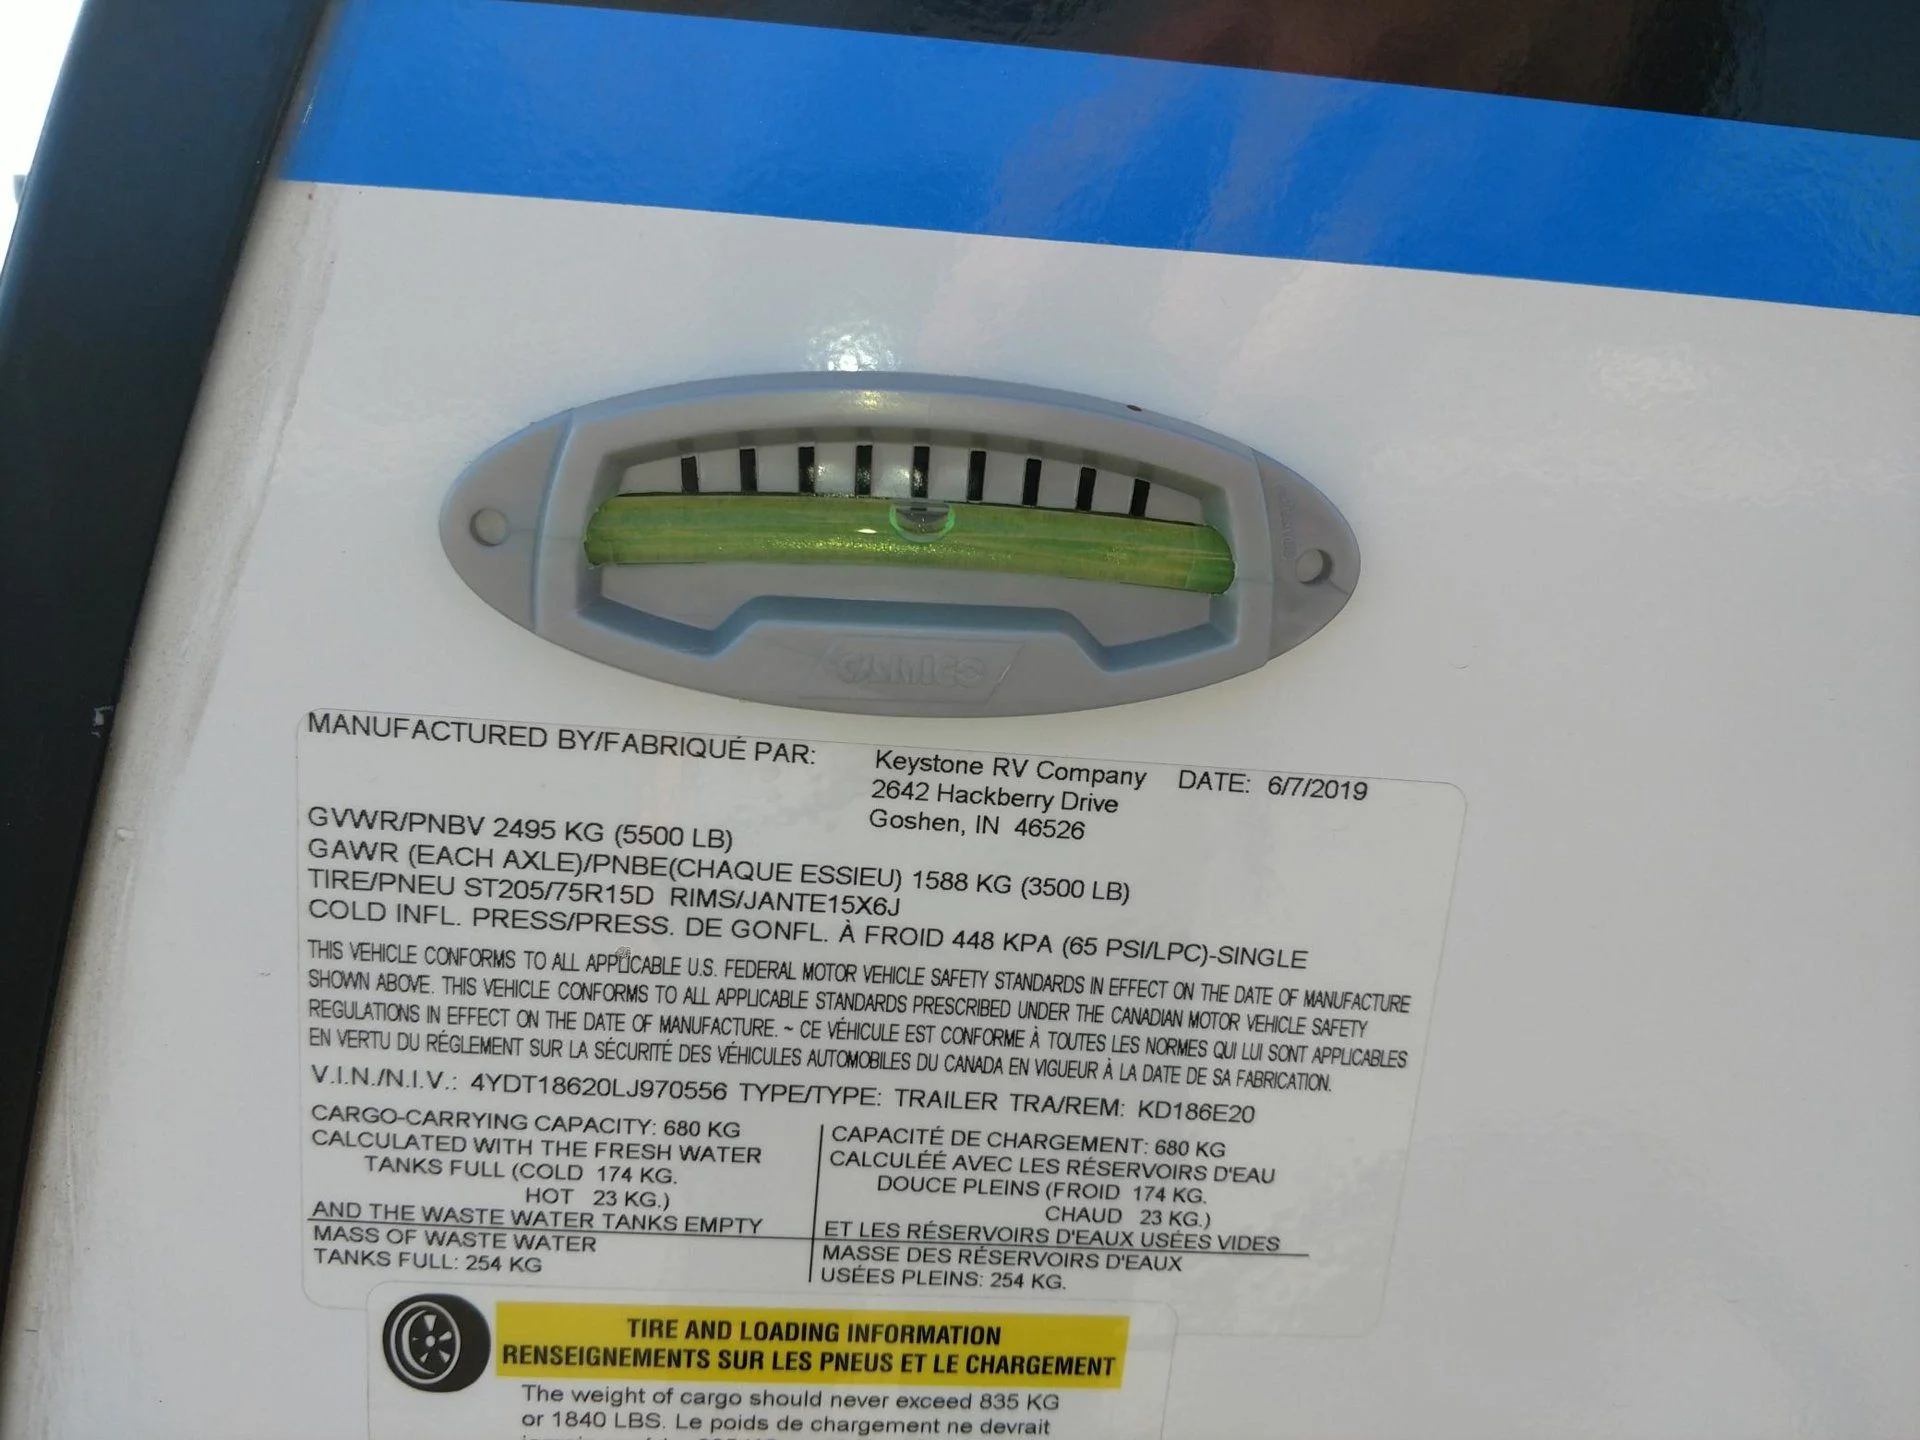 CAMCO
MANUFACTURED BY/FABRIQUÉ PAR: Keystone RV Company DATE: 6/7/2019
2642 Hackberry Drive
Goshen, IN 46526
GVWR/PNBV 2495 KG (5500 LB)
GAWR (EACH AXLE)/PNBE(CHAQUE ESSIEU) 1588 KG (3500 LB)
TIRE/PNEU ST205/75R15D RIMS/JANTE15X6J
COLD INFL. PRESS/PRESS. DE GONFL. À FROID 448 KPA (65 PSI/LPC)-SINGLE
THIS VEHICLE CONFORMS TO ALL APPLICABLE U.S. FEDERAL MOTOR VEHICLE SAFETY STANDARDS IN EFFECT ON THE DATE OF MANUFACTURE
SHOWN ABOVE. THIS VEHICLE CONFORMS TO ALL APPLICABLE STANDARDS PRESCRIBED UNDER THE CANADIAN MOTOR VEHICLE SAFETY
REGULATIONS IN EFFECT ON THE DATE OF MANUFACTURE. ~ CE VÉHICULE EST CONFORME À TOUTES LES NORMES QUI LUI SONT APPLICABLES
EN VERTU DU RÉGLEMENT SUR LA SÉCURITÉ DES VÉHICULES AUTOMOBILES DU CANADA EN VIGUEUR À LA DATE DE SA FABRICATION.
V.I.N./N.I.V.: 4YDT18620LJ970556 TYPE/TYPE: TRAILER TRA/REM: KD186E20
CARGO-CARRYING CAPACITY: 680 KG
CALCULATED WITH THE FRESH WATER
TANKS FULL (COLD 174 KG.
HOT 23 KG.)
AND THE WASTE WATER TANKS EMPTY
MASS OF WASTE WATER
TANKS FULL: 254 KG
CAPACITÉ DE CHARGEMENT: 680 KG
CALCULÉÉ AVEC LES RÉSERVOIRS D'EAU
DOUCE PLEINS (FROID 174 KG.
CHAUD 23 KG.)
ET LES RÉSERVOIRS D'EAUX USÉES VIDES
MASSE DES RÉSERVOIRS D'EAUX
USÉES PLEINS: 254 KG.
TIRE AND LOADING INFORMATION
RENSEIGNEMENTS SUR LES PNEUS ET LE CHARGEMENT
The weight of cargo should never exceed 835 KG
or 1840 LBS. Le poids de chargement ne devrait